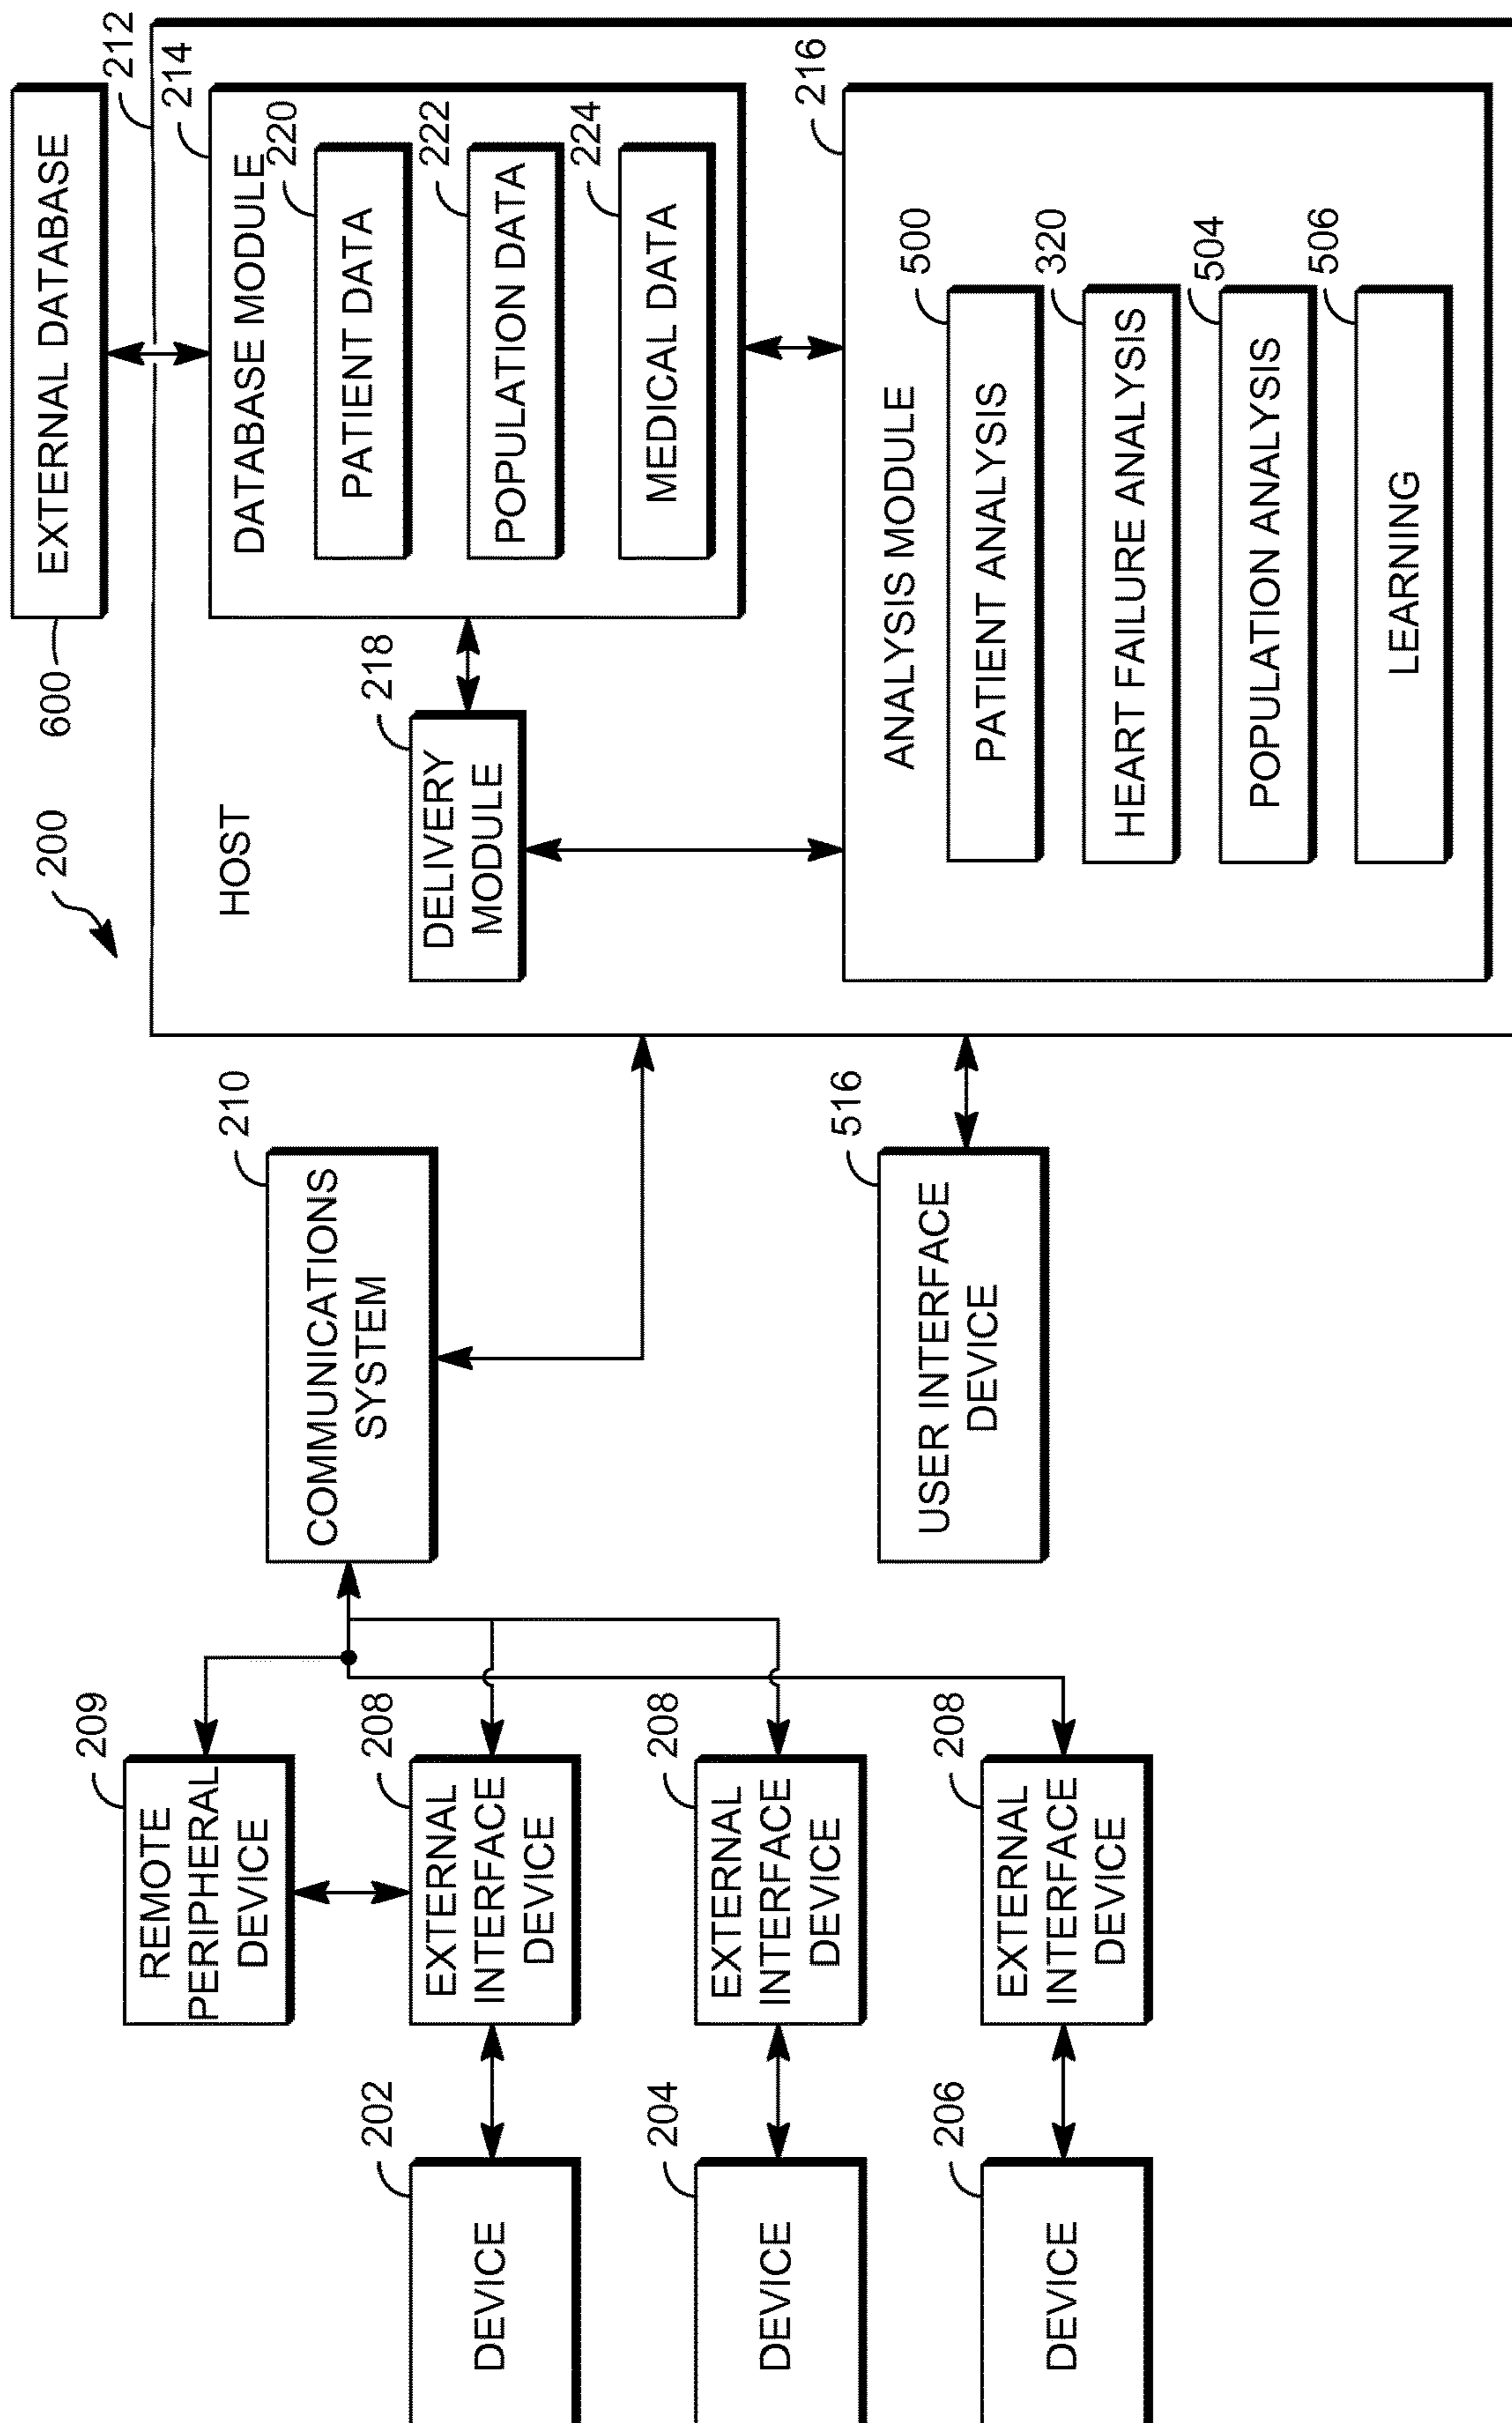 200
600
EXTERNAL DATABASE
212
HOST
214
DATABASE MODULE
220
PATIENT DATA
222
POPULATION DATA
224
MEDICAL DATA
218
DELIVERY
MODULE
216
ANALYSIS MODULE
500
PATIENT ANALYSIS
320
HEART FAILURE ANALYSIS
504
POPULATION ANALYSIS
506
LEARNING
210
COMMUNICATIONS
SYSTEM
516
USER INTERFACE
DEVICE
209
REMOTE
PERIPHERAL
DEVICE
208
EXTERNAL
INTERFACE
DEVICE
208
EXTERNAL
INTERFACE
DEVICE
208
EXTERNAL
INTERFACE
DEVICE
202
DEVICE
204
DEVICE
206
DEVICE